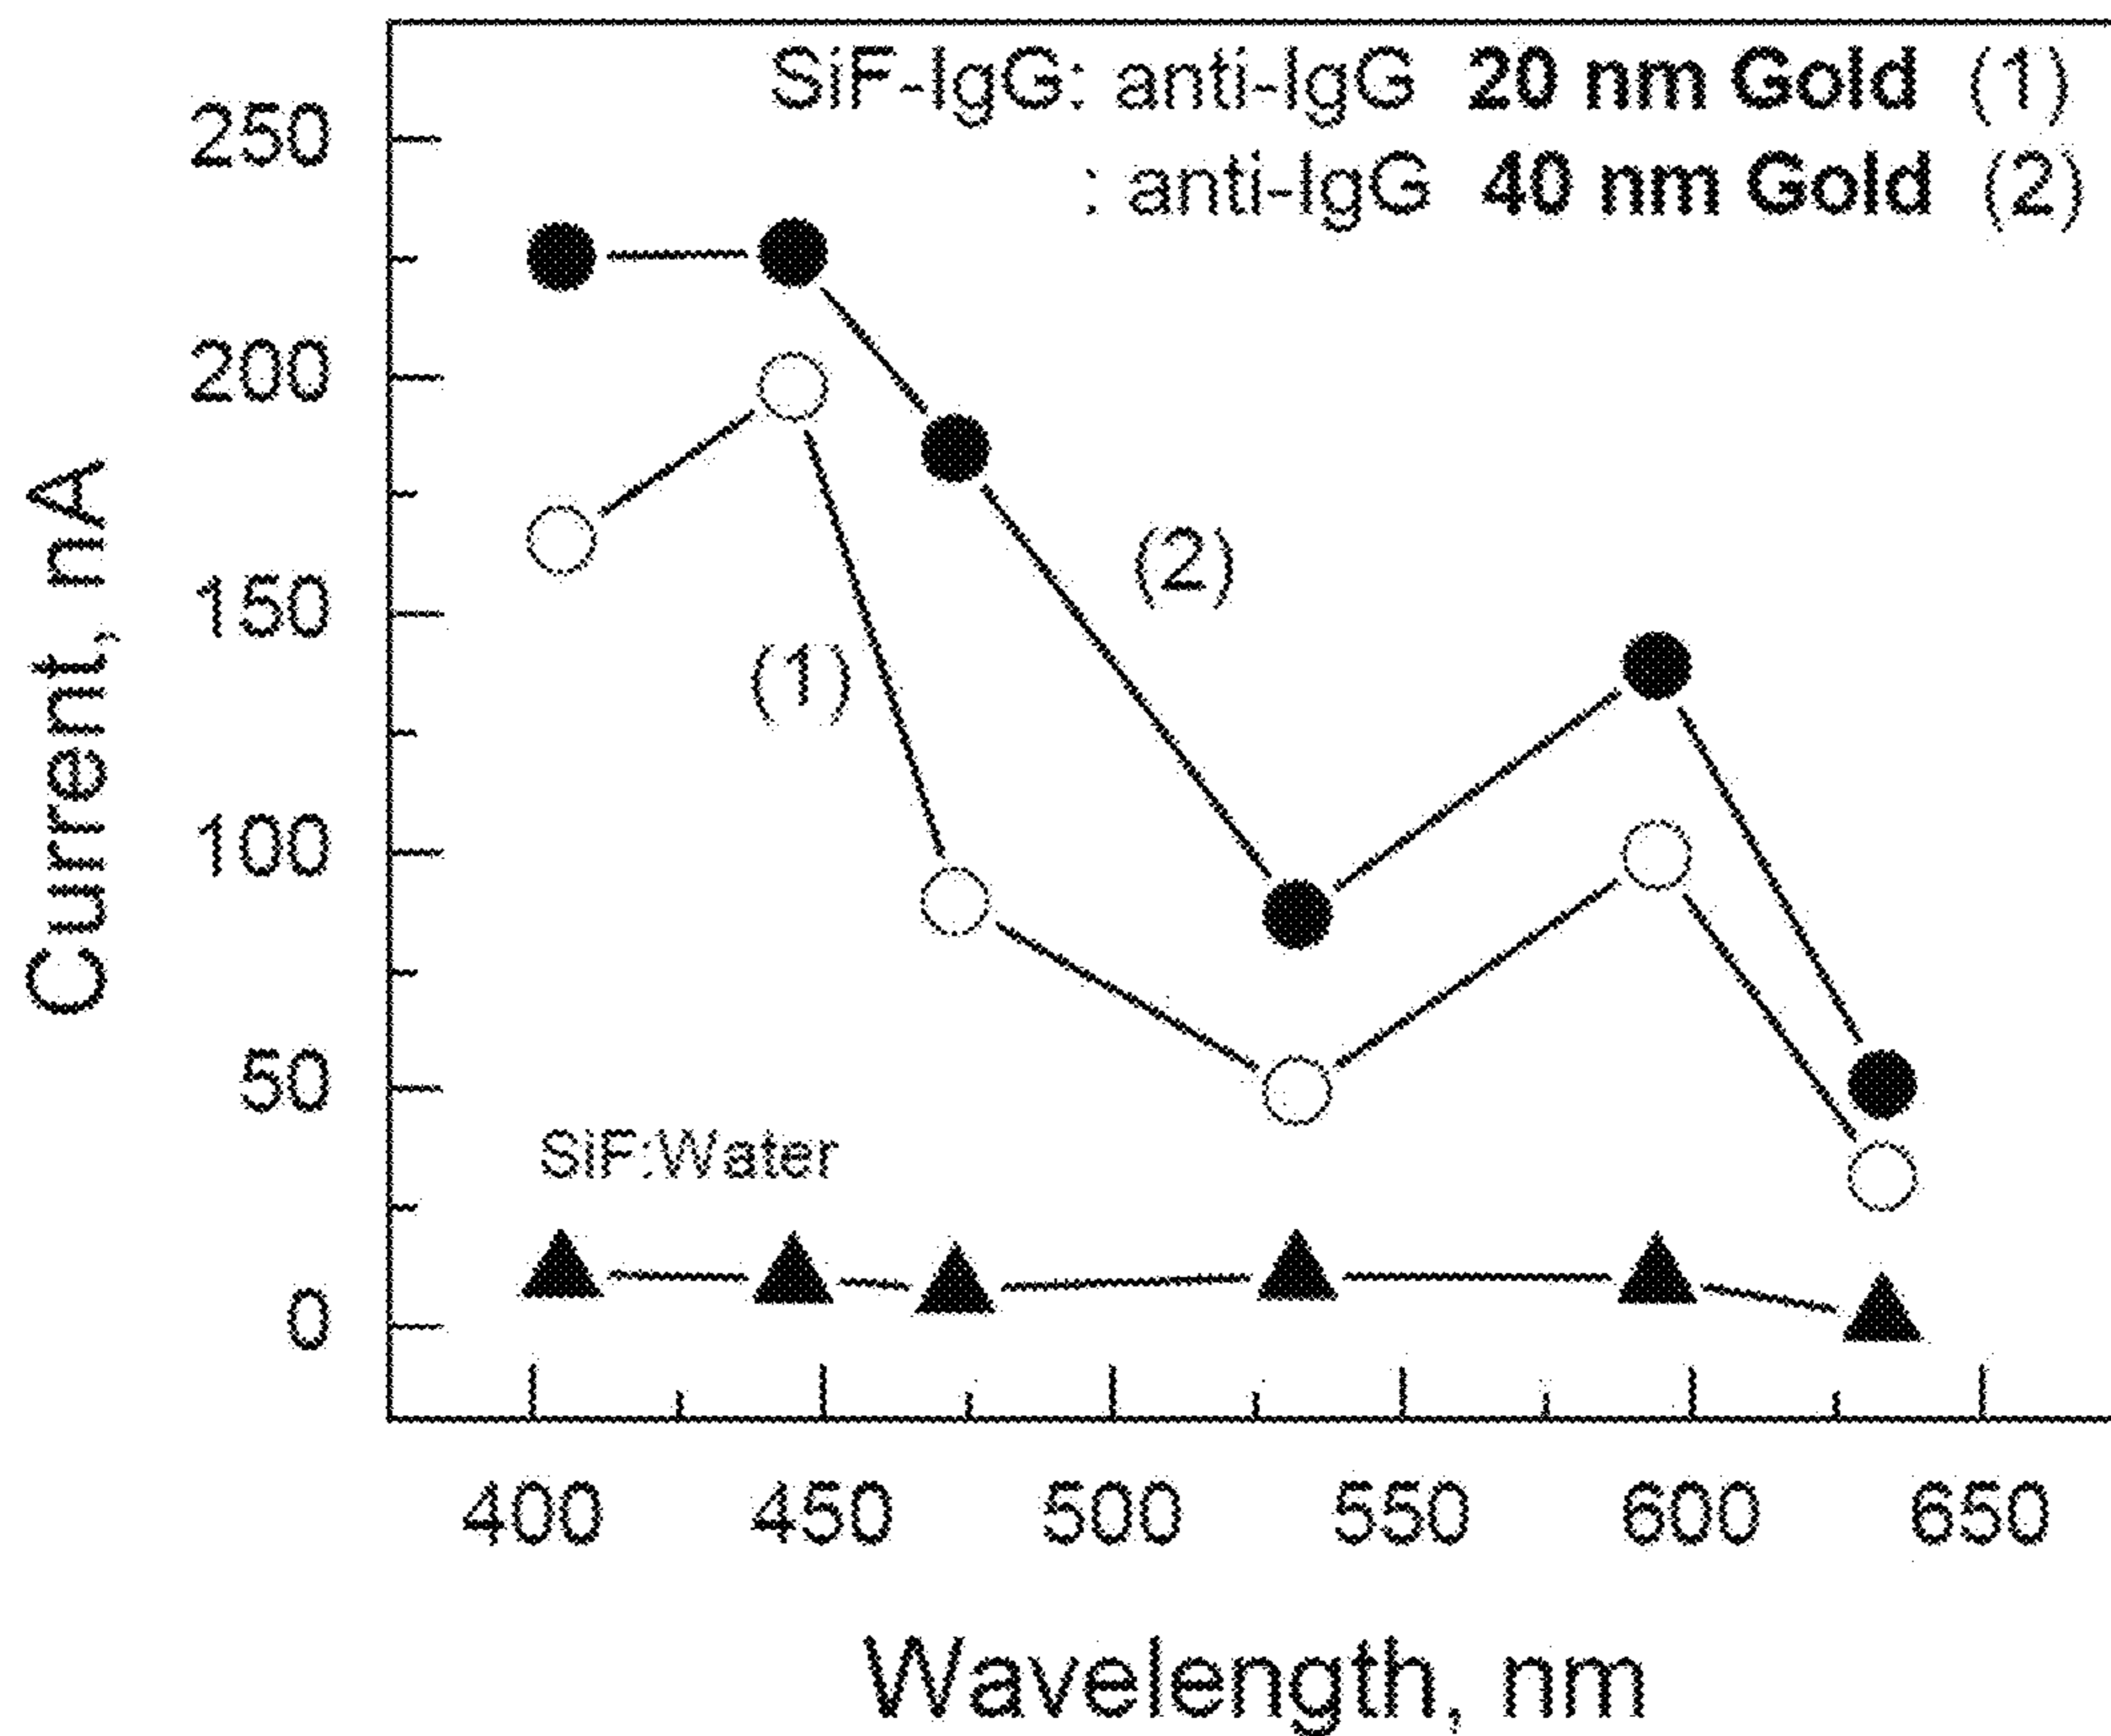 SiF-IgG: anti-IgG 20 nm Gold (1)
: anti-IgG 40 nm Gold (2)
250
200
150
100
50
0
Current, nA
(2)
(1)
SiF:Water
400 450 500 550 600 650
Wavelength, nm